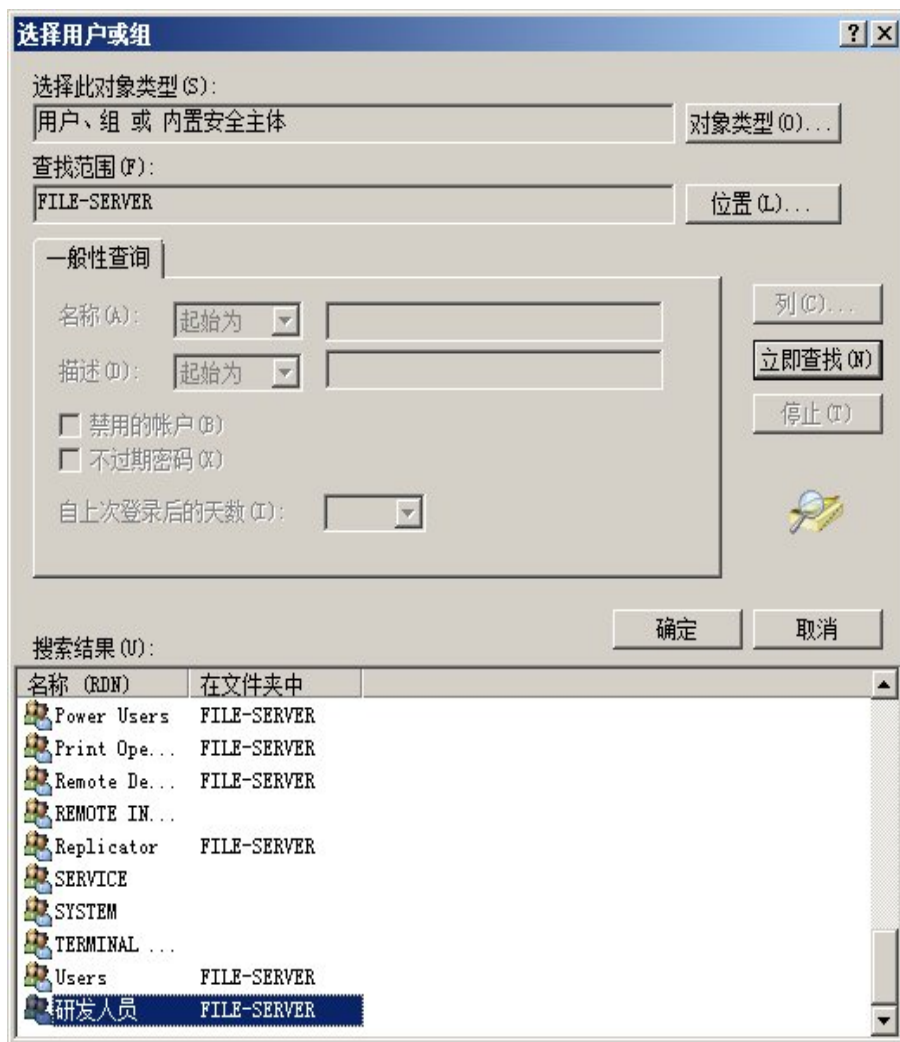 选择用户或组
选择此对象类型(S):
用户、组 或 内置安全主体
对象类型(O)...
查找范围(F):
FILE-SERVER
位置(L)...
一般性查询
名称(A): 起始为
列(C)...
描述(D): 起始为
立即查找(N)
禁用的帐户(B)
停止(T)
不过期密码(X)
自上次登录后的天数(I):
确定 取消
搜索结果(U):
名称 (RDN) 在文件夹中
Power Users FILE-SERVER
Print Ope... FILE-SERVER
Remote De... FILE-SERVER
REMOTE IN...
Replicator FILE-SERVER
SERVICE
SYSTEM
TERMINAL ...
Users FILE-SERVER
研发人员 FILE-SERVER